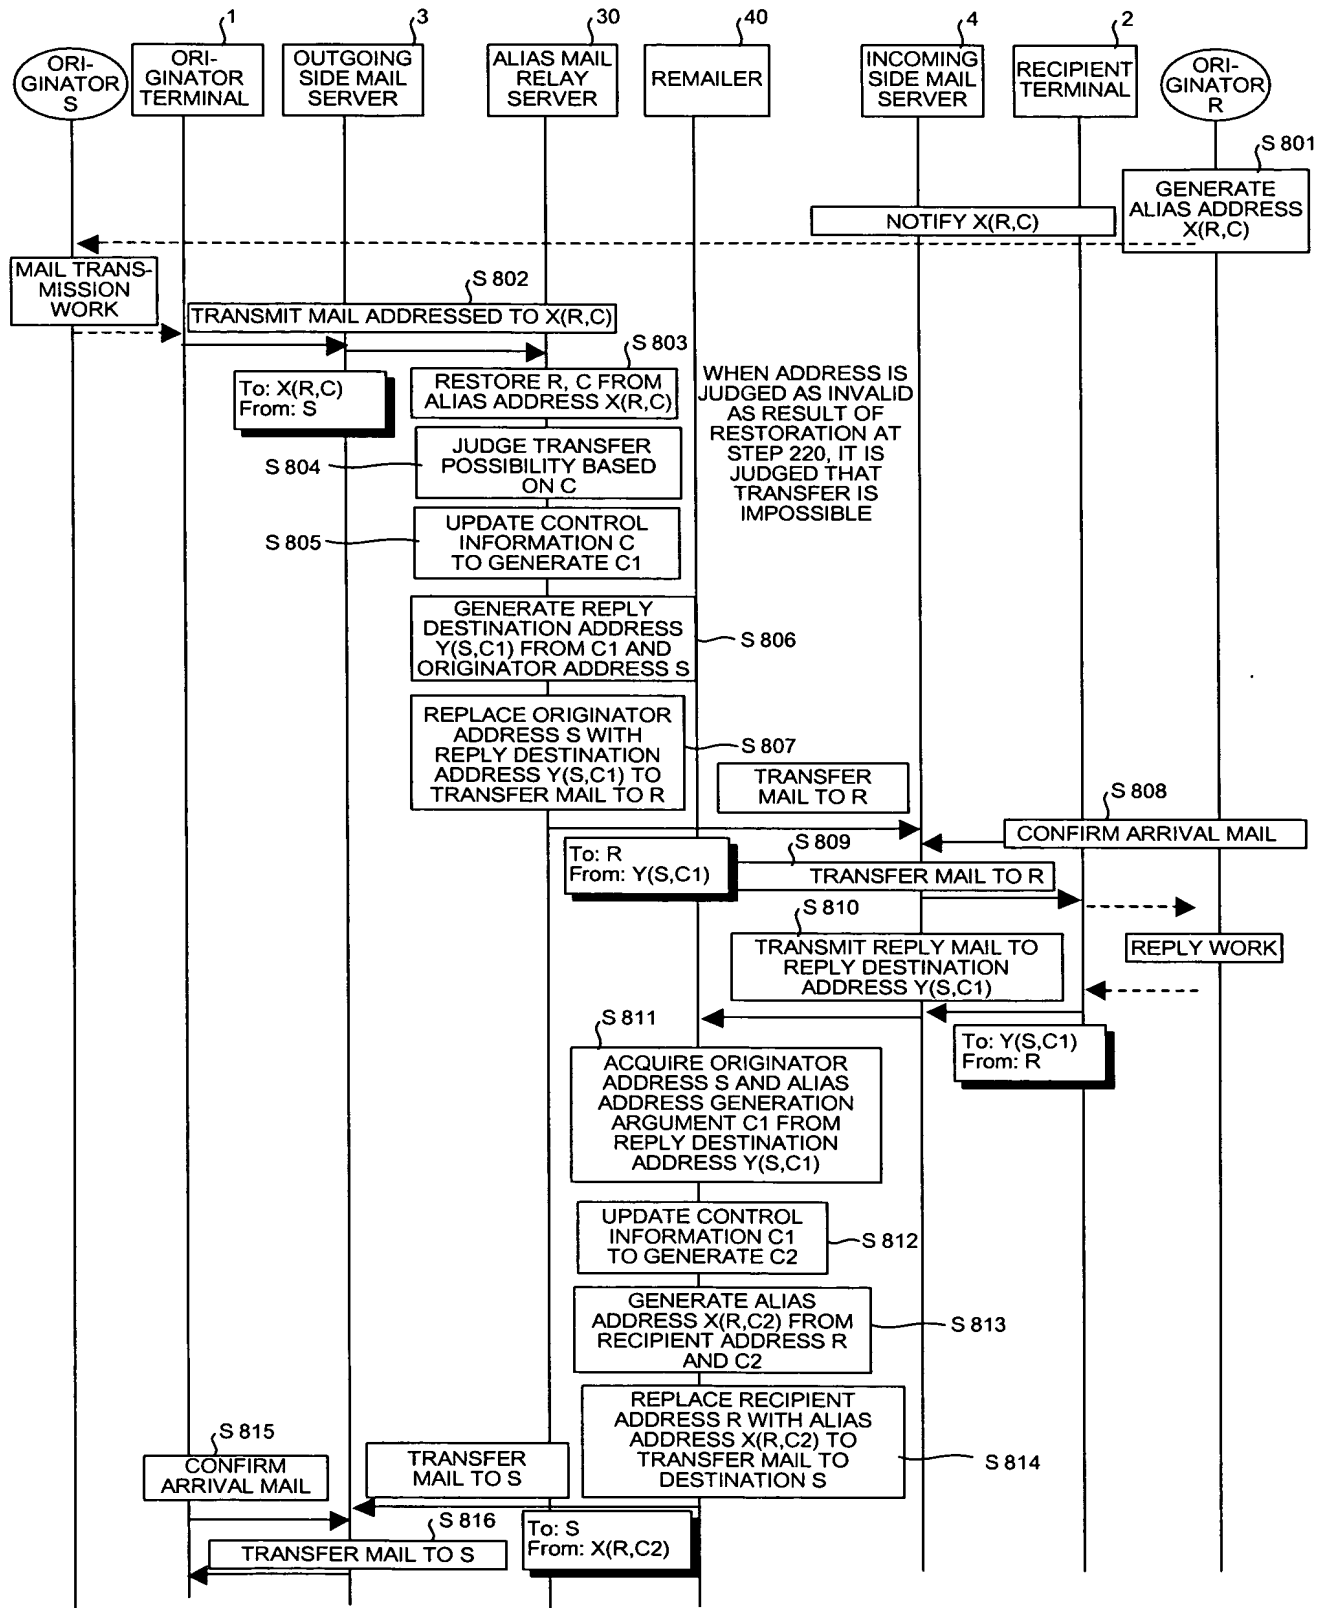 1
3
30
40
4
2
ORI-
GINATOR
S
ORI-
GINATOR
TERMINAL
OUTGOING
SIDE MAIL
SERVER
ALIAS MAIL
RELAY
SERVER
REMAILER
INCOMING
SIDE MAIL
SERVER
RECIPIENT
TERMINAL
ORI-
GINATOR
R
S 801
GENERATE
ALIAS ADDRESS
X(R,C)
NOTIFY X(R,C)
MAIL TRANS-
MISSION
WORK
S 802
TRANSMIT MAIL ADDRESSED TO X(R,C)
To: X(R,C)
From: S
S 803
RESTORE R, C FROM
ALIAS ADDRESS X(R,C)
WHEN ADDRESS IS
JUDGED AS INVALID
AS RESULT OF
RESTORATION AT
STEP 220, IT IS
JUDGED THAT
TRANSFER IS
IMPOSSIBLE
S 804
JUDGE TRANSFER
POSSIBILITY BASED
ON C
S 805
UPDATE CONTROL
INFORMATION C
TO GENERATE C1
GENERATE REPLY
DESTINATION ADDRESS
Y(S,C1) FROM C1 AND
ORIGINATOR ADDRESS S
S 806
REPLACE ORIGINATOR
ADDRESS S WITH
REPLY DESTINATION
ADDRESS Y(S,C1) TO
TRANSFER MAIL TO R
S 807
TRANSFER
MAIL TO R
S 808
CONFIRM ARRIVAL MAIL
To: R
From: Y(S,C1)
S 809
TRANSFER MAIL TO R
S 810
TRANSMIT REPLY MAIL TO
REPLY DESTINATION
ADDRESS Y(S,C1)
REPLY WORK
To: Y(S,C1)
From: R
S 811
ACQUIRE ORIGINATOR
ADDRESS S AND ALIAS
ADDRESS GENERATION
ARGUMENT C1 FROM
REPLY DESTINATION
ADDRESS Y(S,C1)
UPDATE CONTROL
INFORMATION C1
TO GENERATE C2
S 812
GENERATE ALIAS
ADDRESS X(R,C2) FROM
RECIPIENT ADDRESS R
AND C2
S 813
REPLACE RECIPIENT
ADDRESS R WITH ALIAS
ADDRESS X(R,C2) TO
TRANSFER MAIL TO
DESTINATION S
S 814
S 815
CONFIRM
ARRIVAL MAIL
TRANSFER
MAIL TO S
To: S
From: X(R,C2)
S 816
TRANSFER MAIL TO S